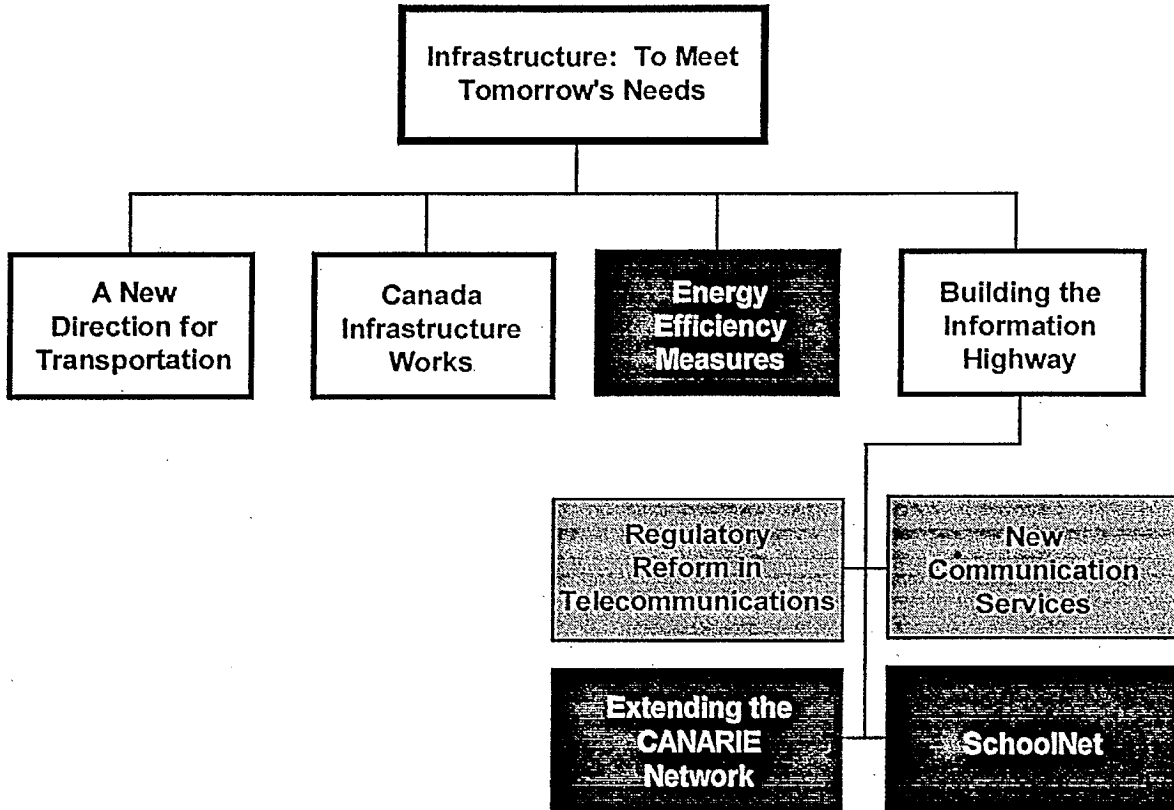 Infrastructure: To Meet
Tomorrow's Needs
A New
Direction for
Transportation
Canada
Infrastructure
Works
Energy
Efficiency
Measures
Building the
Information
Highway
Regulatory
Reform in
Telecommunications
New
Communication
Services
Extending the
CANARIE
Network
SchoolNet